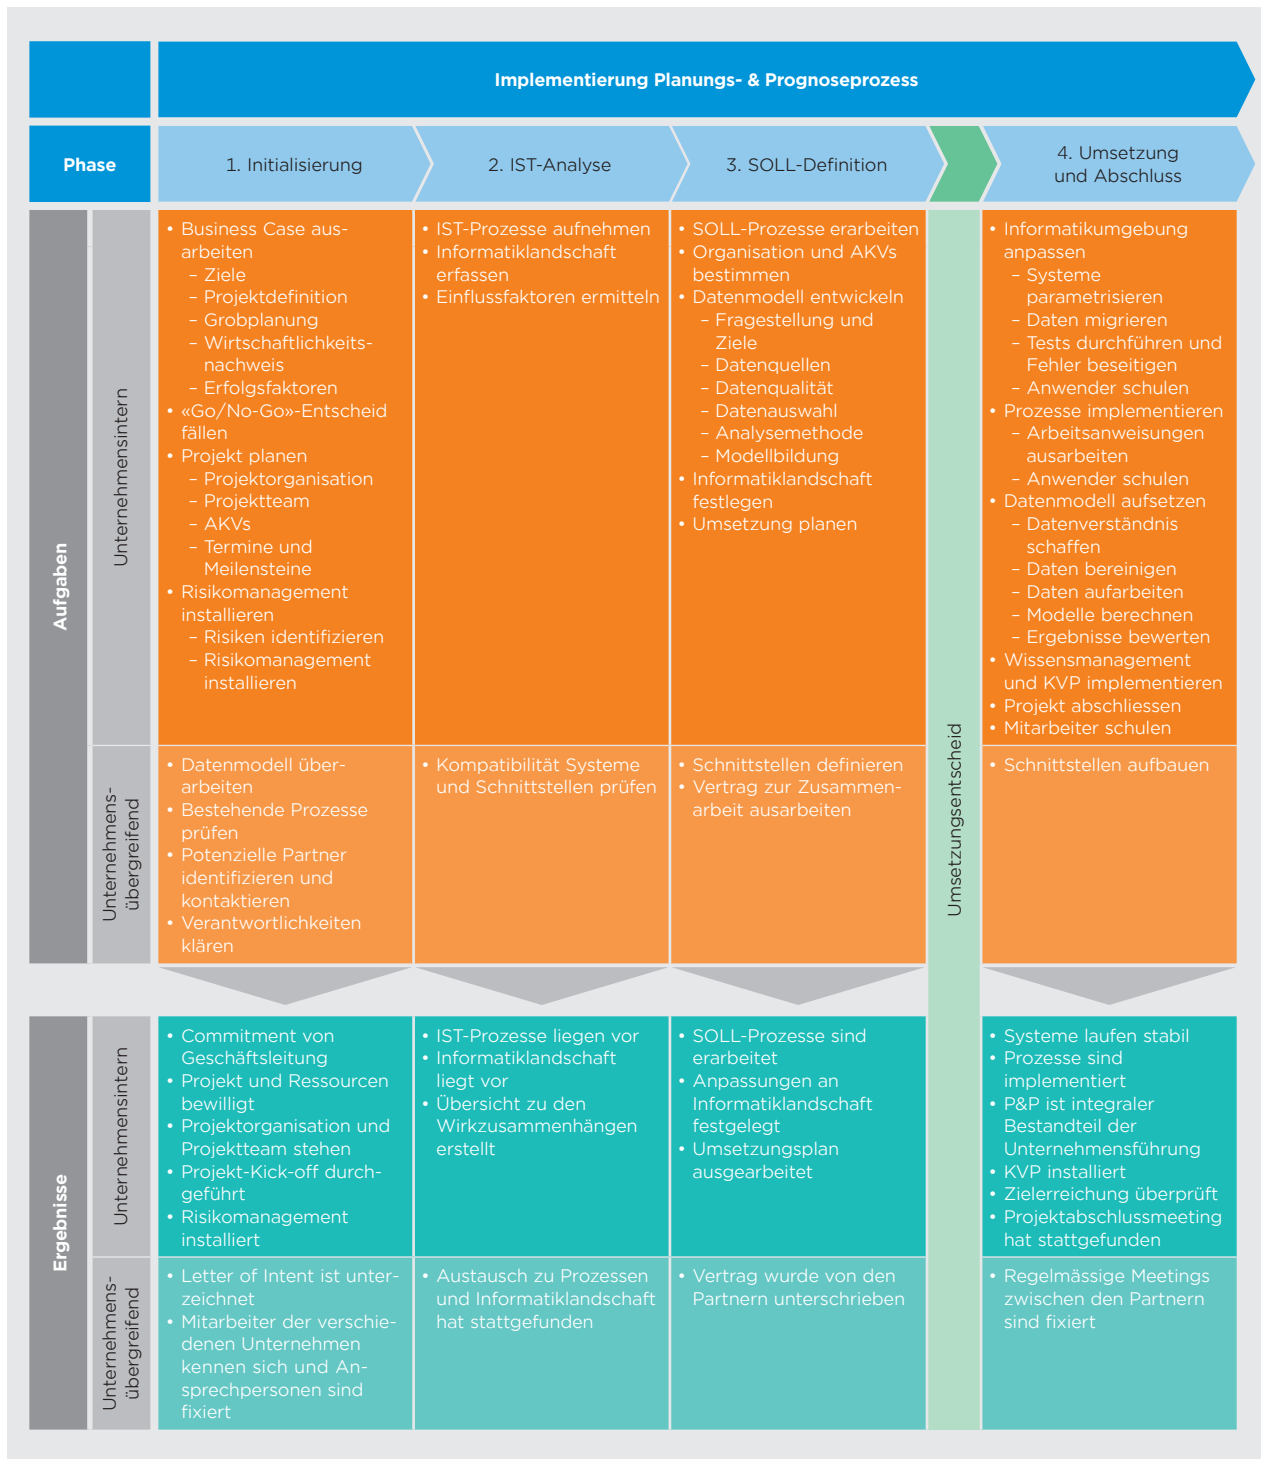 Implementierung Planungs- & Prognoseprozess
Phase
1. Initialisierung
2. IST-Analyse
3. SOLL-Definition
4. Umsetzung
und Abschluss
Aufgaben
Unternehmensintern
• Business Case aus-
arbeiten
– Ziele
– Projektdefinition
– Grobplanung
– Wirtschaftlichkeits-
nachweis
– Erfolgsfaktoren
• «Go/No-Go»-Entscheid
fällen
• Projekt planen
– Projektorganisation
– Projektteam
– AKVs
– Termine und
Meilensteine
• Risikomanagement
installieren
– Risiken identifizieren
– Risikomanagement
installieren
• IST-Prozesse aufnehmen
• Informatiklandschaft
erfassen
• Einflussfaktoren ermitteln
• SOLL-Prozesse erarbeiten
• Organisation und AKVs
bestimmen
• Datenmodell entwickeln
– Fragestellung und
Ziele
– Datenquellen
– Datenqualität
– Datenauswahl
– Analysemethode
– Modellbildung
• Informatiklandschaft
festlegen
• Umsetzung planen
Umsetzungsentscheid
• Informatikumgebung
anpassen
– Systeme
parametrisieren
– Daten migrieren
– Tests durchführen und
Fehler beseitigen
– Anwender schulen
• Prozesse implementieren
– Arbeitsanweisungen
ausarbeiten
– Anwender schulen
• Datenmodell aufsetzen
– Datenverständnis
schaffen
– Daten bereinigen
– Daten aufarbeiten
– Modelle berechnen
– Ergebnisse bewerten
• Wissensmanagement
und KVP implementieren
• Projekt abschliessen
• Mitarbeiter schulen
Unternehmens-
übergreifend
• Datenmodell über-
arbeiten
• Bestehende Prozesse
prüfen
• Potenzielle Partner
identifizieren und
kontaktieren
• Verantwortlichkeiten
klären
• Kompatibilität Systeme
und Schnittstellen prüfen
• Schnittstellen definieren
• Vertrag zur Zusammen-
arbeit ausarbeiten
• Schnittstellen aufbauen
Ergebnisse
Unternehmensintern
• Commitment von
Geschäftsleitung
• Projekt und Ressourcen
bewilligt
• Projektorganisation und
Projektteam stehen
• Projekt-Kick-off durch-
geführt
• Risikomanagement
installiert
• IST-Prozesse liegen vor
• Informatiklandschaft
liegt vor
• Übersicht zu den
Wirkzusammenhängen
erstellt
• SOLL-Prozesse sind
erarbeitet
• Anpassungen an
Informatiklandschaft
festgelegt
• Umsetzungsplan
ausgearbeitet
• Systeme laufen stabil
• Prozesse sind
implementiert
• P&P ist integraler
Bestandteil der
Unternehmensführung
• KVP installiert
• Zielerreichung überprüft
• Projektabschlussmeeting
hat stattgefunden
Unternehmens-
übergreifend
• Letter of Intent ist unter-
zeichnet
• Mitarbeiter der verschie-
denen Unternehmen
kennen sich und An-
sprechpersonen sind
fixiert
• Austausch zu Prozessen
und Informatiklandschaft
hat stattgefunden
• Vertrag wurde von den
Partnern unterschrieben
• Regelmässige Meetings
zwischen den Partnern
sind fixiert